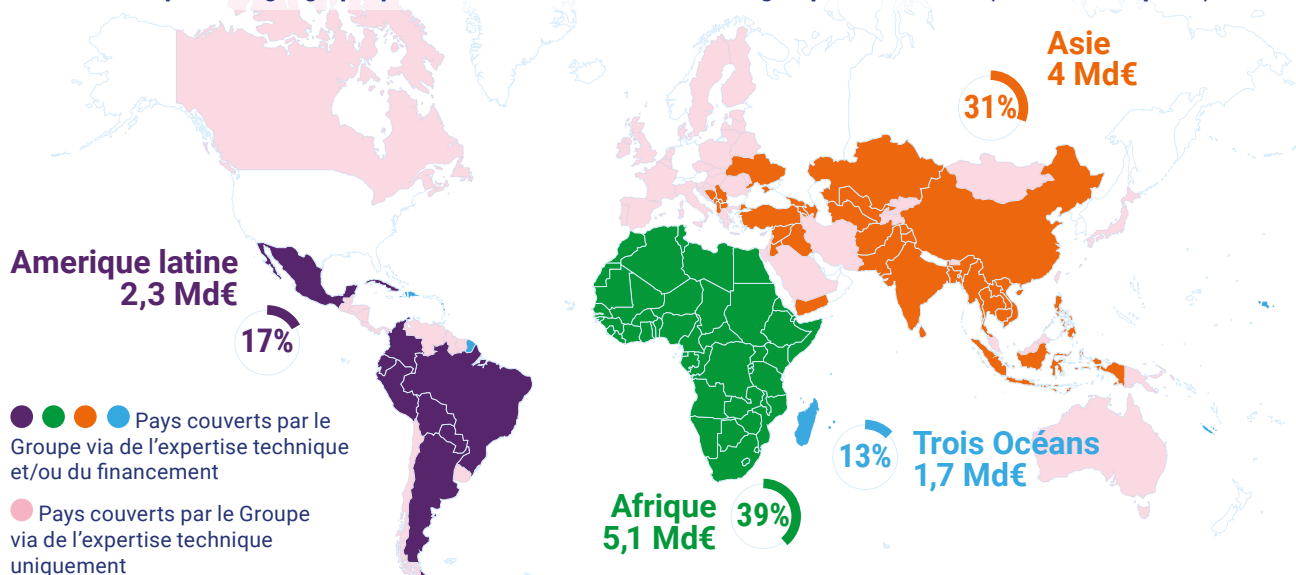 Asie
4 Md€
31%
Amerique latine
2,3 Md€
17%
Pays couverts par le
Groupe via de l’expertise technique
et/ou du financement
Pays couverts par le Groupe
via de l’expertise technique
uniquement
13%
Trois Océans
1,7 Md€
Afrique
5,1 Md€
39%